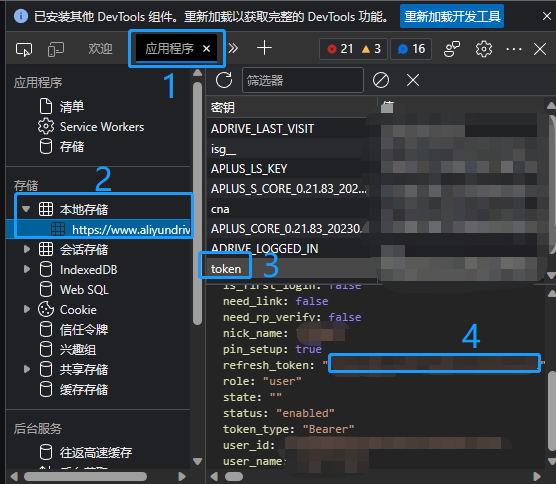 已安装其他 DevTools 组件。重新加载以获取完整的 DevTools 功能。 重新加载开发工具
欢迎 应用程序 21 3 16
1
应用程序
清单
Service Workers
存储
存储
2
本地存储
https://www.aliyundriv
会话存储
IndexedDB
Web SQL
Cookie
信任令牌
兴趣组
共享存储
缓存存储
后台服务
往返高速缓存
筛选器
密钥 值
ADRIVE_LAST_VISIT
isg__
APLUS_LS_KEY
APLUS_S_CORE_0.21.83_202...
cna
APLUS_CORE_0.21.83_20230...
ADRIVE_LOGGED_IN
token 3
is_first_login: false
need_link: false
need_rp_verify: false
nick_name:
pin_setup: true
4
refresh_token: "
role: "user"
state: ""
status: "enabled"
token_type: "Bearer"
user_id:
user_name: